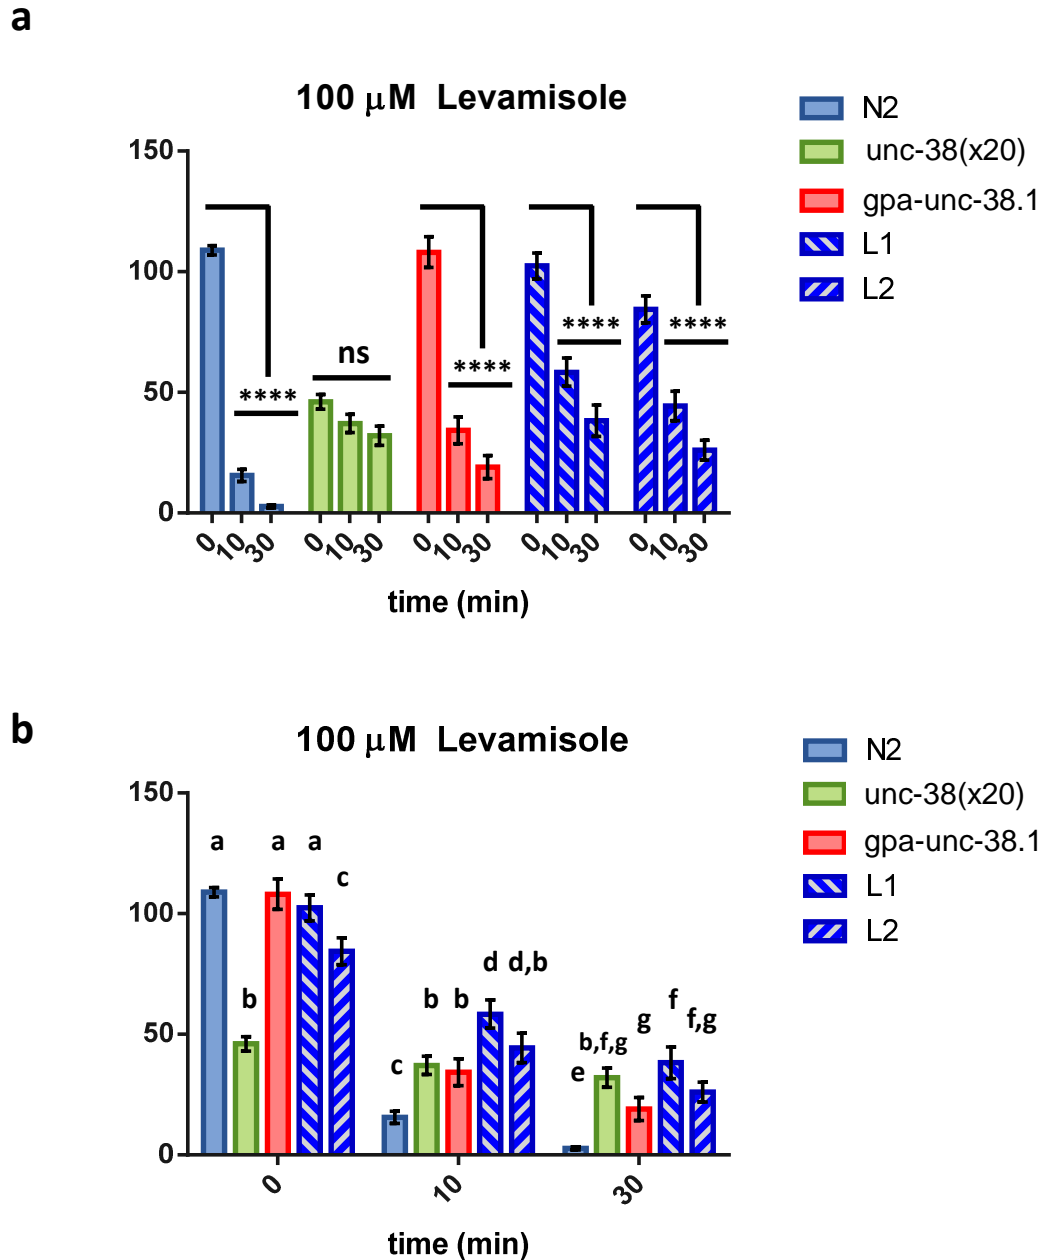 a
100 μM Levamisole
N2
unc-38(x20)
gpa-unc-38.1
L1
L2
150
100
50
0
****
ns
****
****
****
0 10 30 0 10 30 0 10 30 0 10 30 0 10 30
time (min)
b
100 μM Levamisole
N2
unc-38(x20)
gpa-unc-38.1
L1
L2
150
100
50
0
a b a a c
c b b d d,b
e b,f,g g f f,g
0 10 30
time (min)